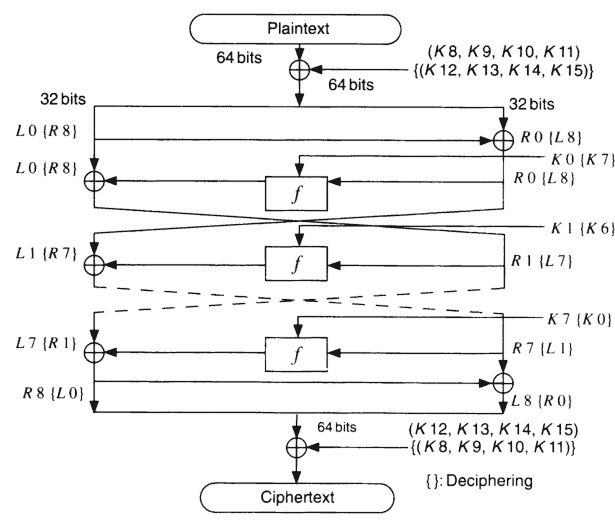 Plaintext
64 bits
(K8, K9, K10, K11)
64 bits
{(K12, K13, K14, K15)}
32 bits
32 bits
L0 {R8}
R0 {L8}
K0 {K7}
L0 {R8}
f
R0 {L8}
K1 {K6}
L1 {R7}
f
R1 {L7}
K7 {K0}
L7 {R1}
f
R7 {L1}
R8 {L0}
L8 {R0}
64 bits
(K12, K13, K14, K15)
{(K8, K9, K10, K11)}
{}: Deciphering
Ciphertext